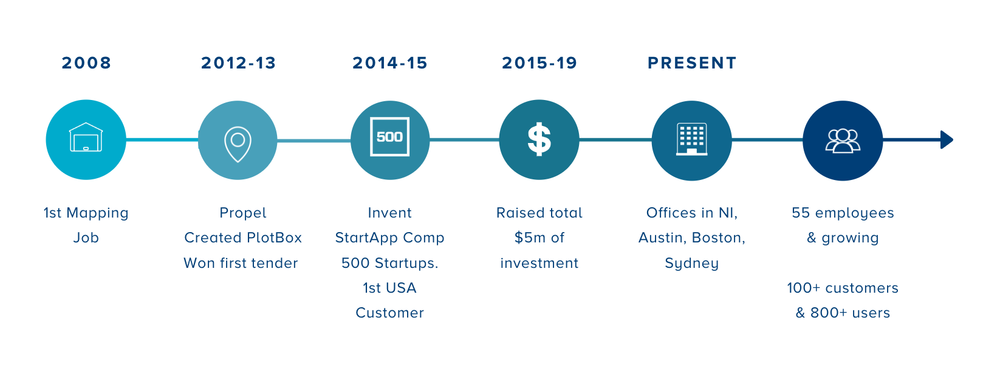 2008
1st Mapping
Job
2012-13
Propel
Created PlotBox
Won first tender
2014-15
500
Invent
StartApp Comp
500 Startups.
1st USA
Customer
2015-19
$
Raised total
$5m of
investment
PRESENT
Offices in NI,
Austin, Boston,
Sydney
55 employees
& growing
100+ customers
& 800+ users